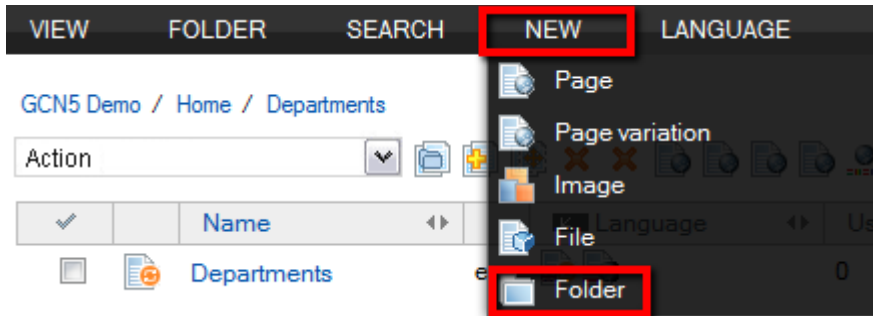 VIEW FOLDER SEARCH NEW LANGUAGE
Page
GCN5 Demo / Home / Departments
Page variation
Action
Image
Name Language
File
Departments 0
Folder